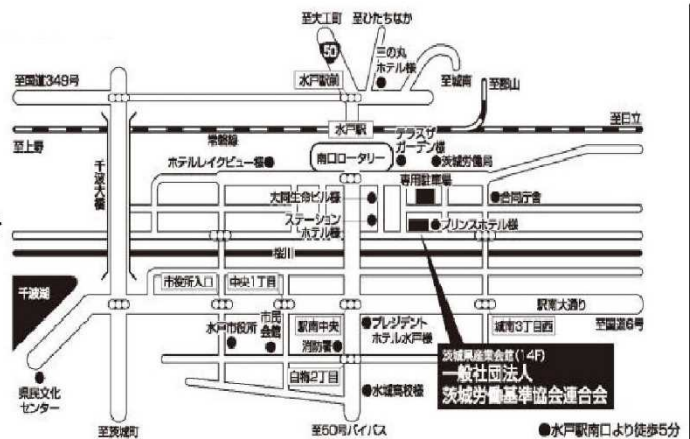 至大工町
至ひたちなか
50
三の丸
ホテル様
至国道349号
水戸駅前
至城南
至郡山
至日立
水戸駅
常磐線
至上野
テラスザ
ガーデン様
南口ロータリー
ホテルレイクビュー様
茨城労働局
千波大橋
専用駐車場
大同生命ビル様
合同庁舎
ステーション
ホテル様
プリンスホテル様
桜川
千波湖
市役所入口
中央1丁目
駅南大通り
水戸市役所
市民
会館
駅南中央
消防署
プレジデント
ホテル水戸様
城南3丁目西
至国道6号
茨城県産業会館(14F)
一般社団法人
茨城労働基準協会連合会
白梅2丁目
県民文化
センター
水城高校様
至茨城町
至50号バイパス
●水戸駅南口より徒歩5分